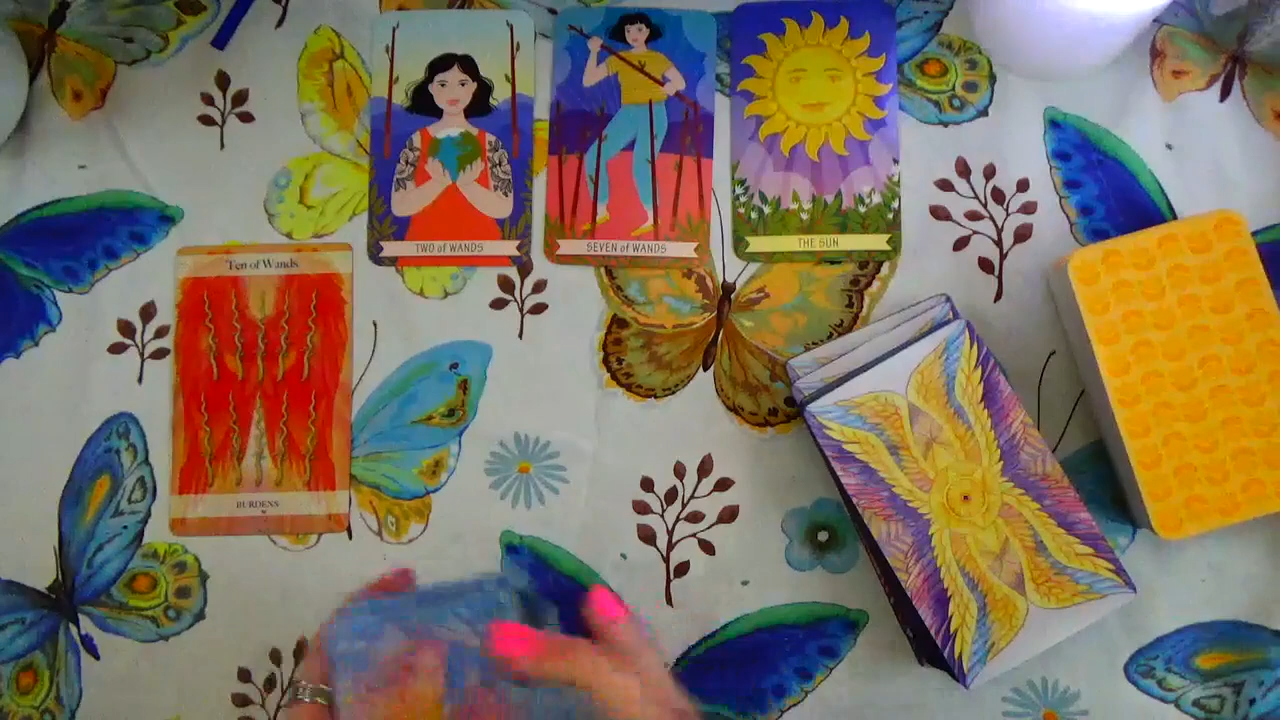 TWO of WANDS
SEVEN of WANDS
THE SUN
Ten of Wands
BURDENS